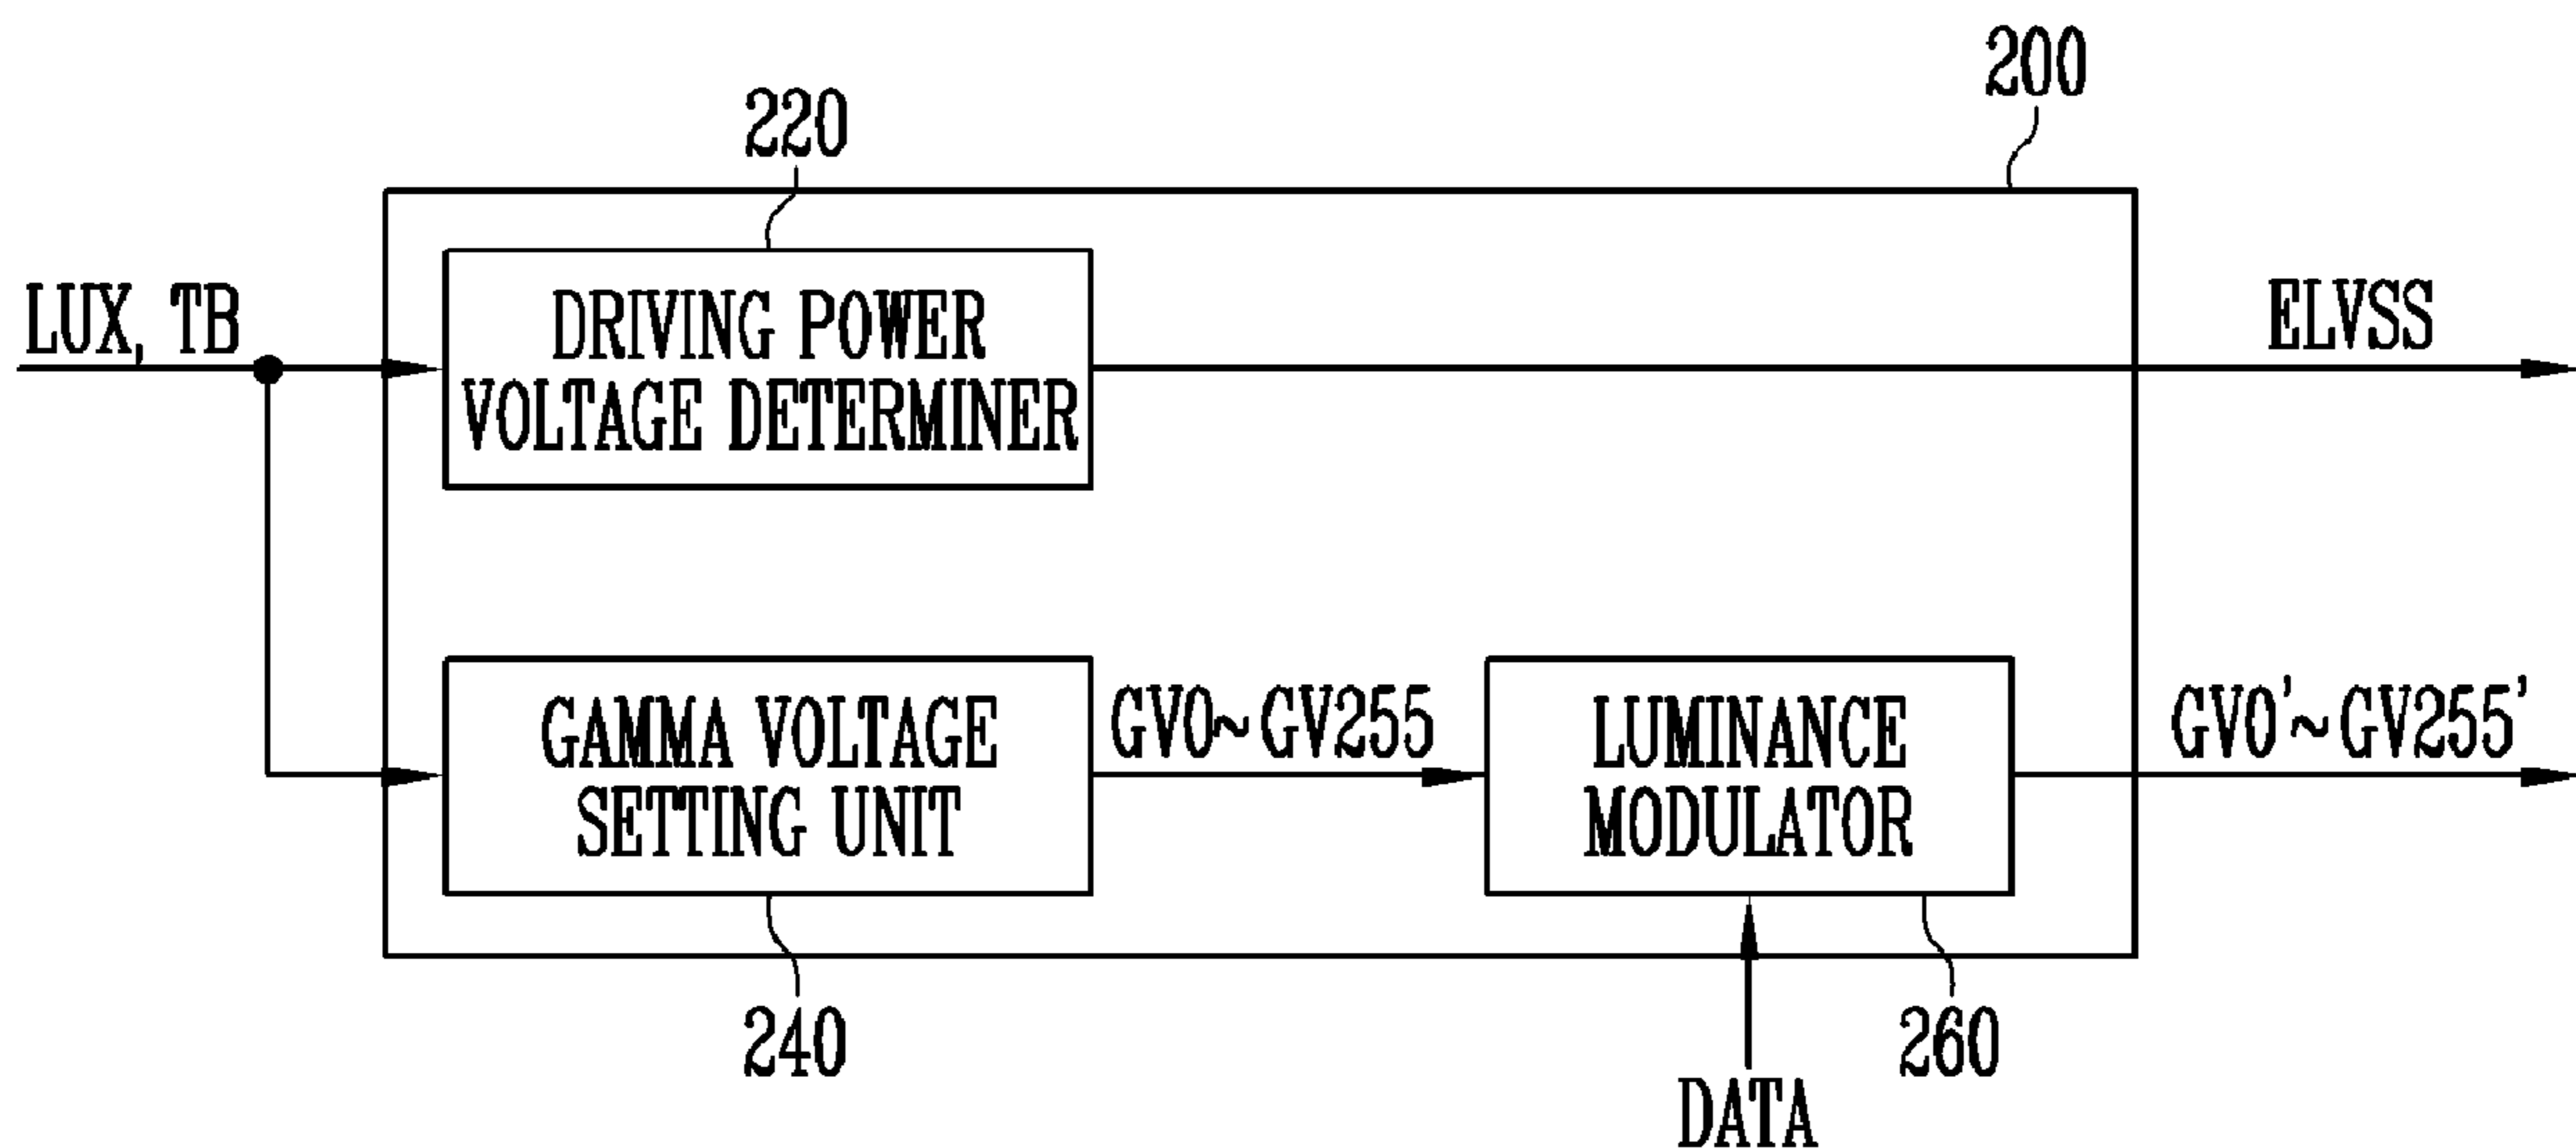 200
220
LUX, TB
DRIVING POWER
VOLTAGE DETERMINER
ELVSS
GAMMA VOLTAGE
SETTING UNIT
GV0~GV255
LUMINANCE
MODULATOR
GV0'~GV255'
240
260
DATA